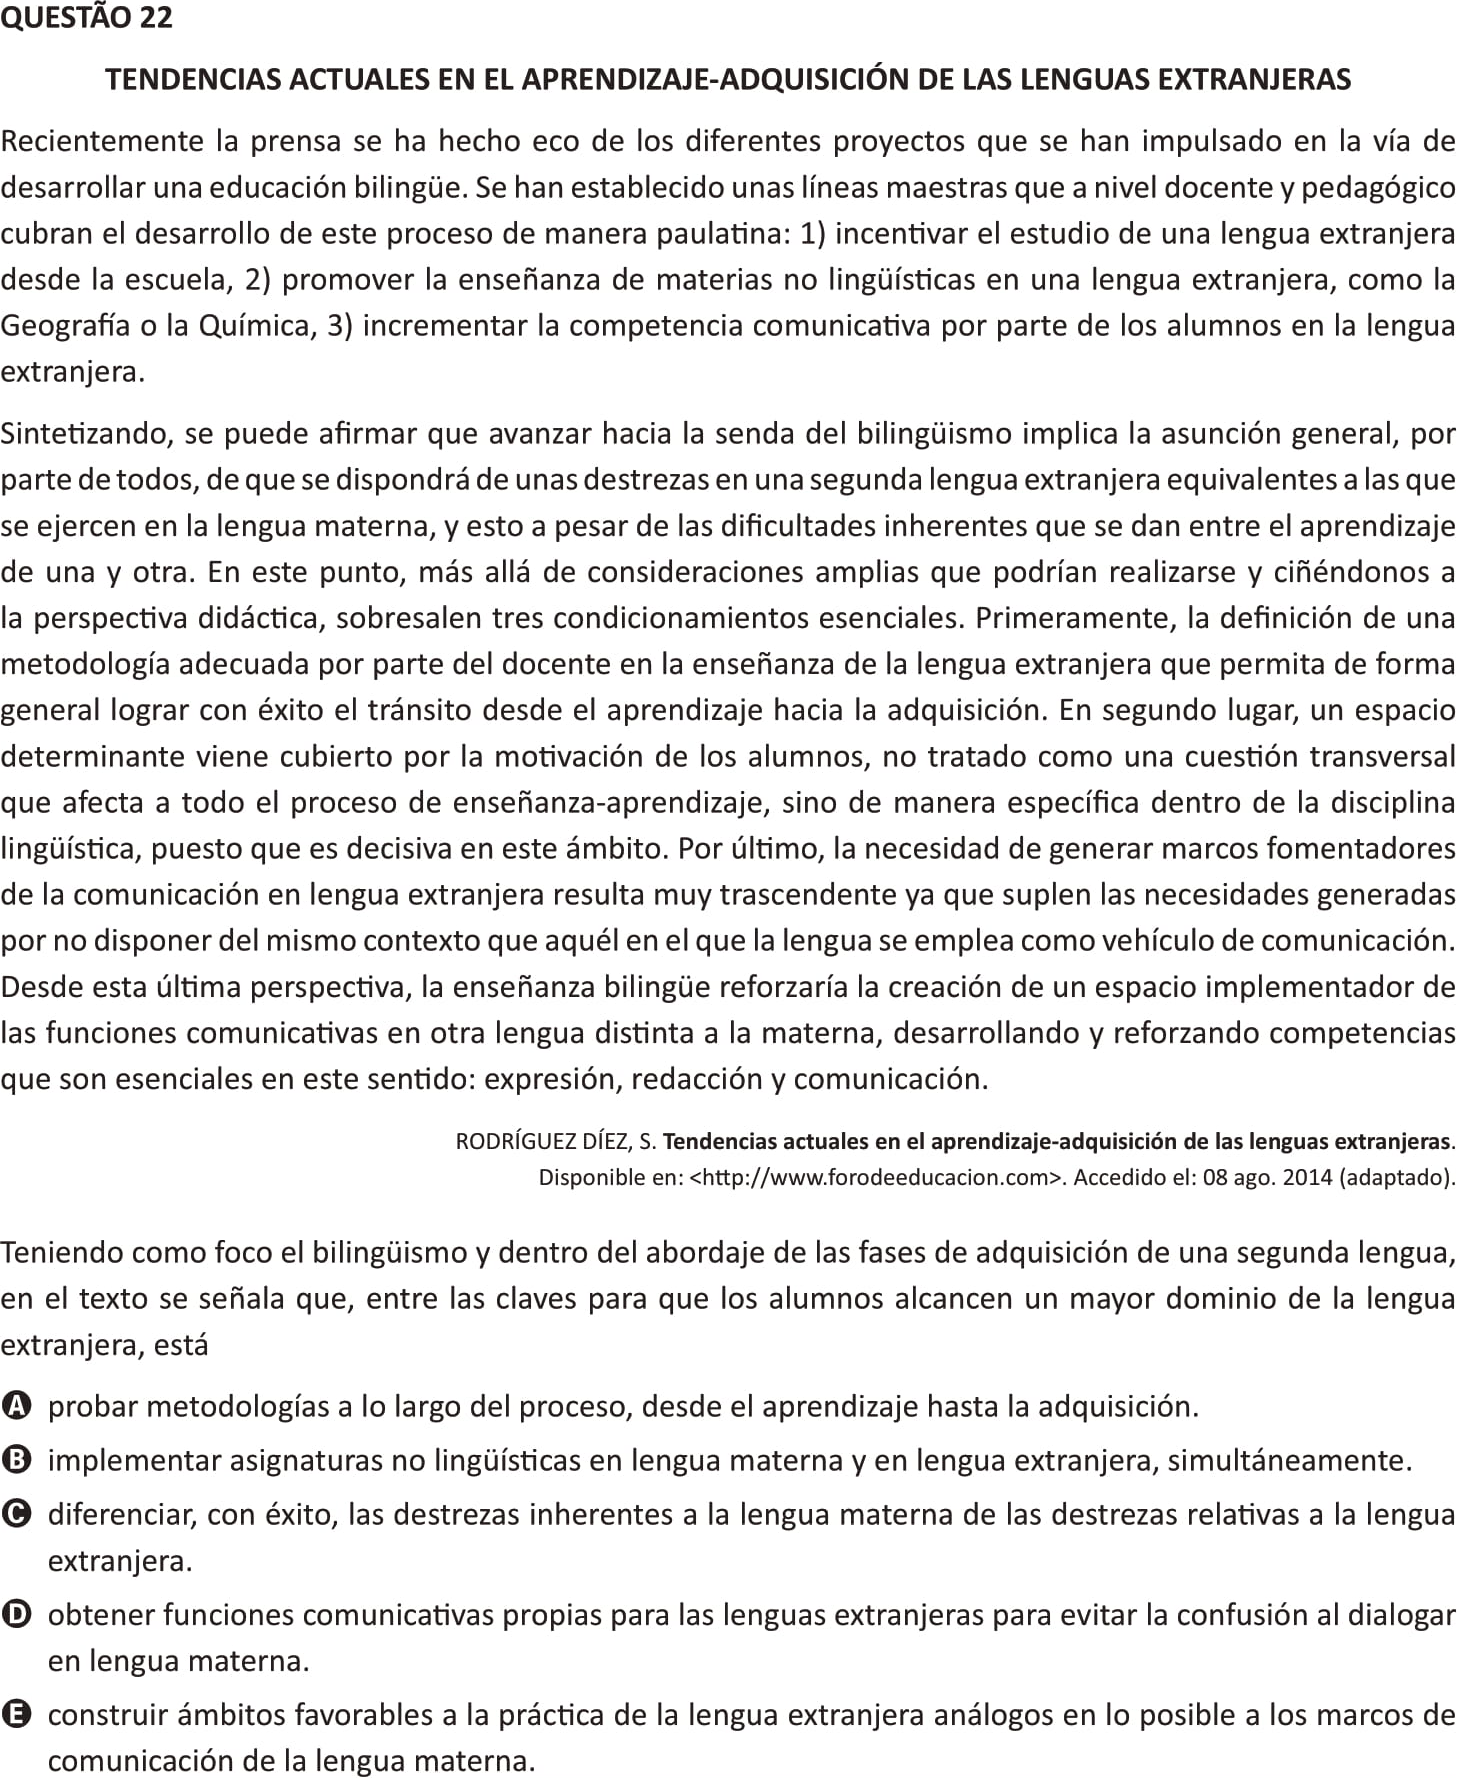 QUESTÃO 22
TENDENCIAS ACTUALES EN EL APRENDIZAJE-ADQUISICIÓN DE LAS LENGUAS EXTRANJERAS
Recientemente la prensa se ha hecho eco de los diferentes proyectos que se han impulsado en la vía de
desarrollar una educación bilingüe. Se han establecido unas líneas maestras que a nivel docente y pedagógico
cubran el desarrollo de este proceso de manera paulatina: 1) incentivar el estudio de una lengua extranjera
desde la escuela, 2) promover la enseñanza de materias no lingüísticas en una lengua extranjera, como la
Geografía o la Química, 3) incrementar la competencia comunicativa por parte de los alumnos en la lengua
extranjera.
Sintetizando, se puede afirmar que avanzar hacia la senda del bilingüismo implica la asunción general, por
parte de todos, de que se dispondrá de unas destrezas en una segunda lengua extranjera equivalentes a las que
se ejercen en la lengua materna, y esto a pesar de las dificultades inherentes que se dan entre el aprendizaje
de una y otra. En este punto, más allá de consideraciones amplias que podrían realizarse y ciñéndonos a
la perspectiva didáctica, sobresalen tres condicionamientos esenciales. Primeramente, la definición de una
metodología adecuada por parte del docente en la enseñanza de la lengua extranjera que permita de forma
general lograr con éxito el tránsito desde el aprendizaje hacia la adquisición. En segundo lugar, un espacio
determinante viene cubierto por la motivación de los alumnos, no tratado como una cuestión transversal
que afecta a todo el proceso de enseñanza-aprendizaje, sino de manera específica dentro de la disciplina
lingüística, puesto que es decisiva en este ámbito. Por último, la necesidad de generar marcos fomentadores
de la comunicación en lengua extranjera resulta muy trascendente ya que suplen las necesidades generadas
por no disponer del mismo contexto que aquél en el que la lengua se emplea como vehículo de comunicación.
Desde esta última perspectiva, la enseñanza bilingüe reforzaría la creación de un espacio implementador de
las funciones comunicativas en otra lengua distinta a la materna, desarrollando y reforzando competencias
que son esenciales en este sentido: expresión, redacción y comunicación.
RODRÍGUEZ DÍEZ, S. Tendencias actuales en el aprendizaje-adquisición de las lenguas extranjeras.
Disponible en: <http://www.forodeeducacion.com>. Accedido el: 08 ago. 2014 (adaptado).
Teniendo como foco el bilingüismo y dentro del abordaje de las fases de adquisición de una segunda lengua,
en el texto se señala que, entre las claves para que los alumnos alcancen un mayor dominio de la lengua
extranjera, está
A probar metodologías a lo largo del proceso, desde el aprendizaje hasta la adquisición.
B implementar asignaturas no lingüísticas en lengua materna y en lengua extranjera, simultáneamente.
C diferenciar, con éxito, las destrezas inherentes a la lengua materna de las destrezas relativas a la lengua
extranjera.
D obtener funciones comunicativas propias para las lenguas extranjeras para evitar la confusión al dialogar
en lengua materna.
E construir ámbitos favorables a la práctica de la lengua extranjera análogos en lo posible a los marcos de
comunicación de la lengua materna.